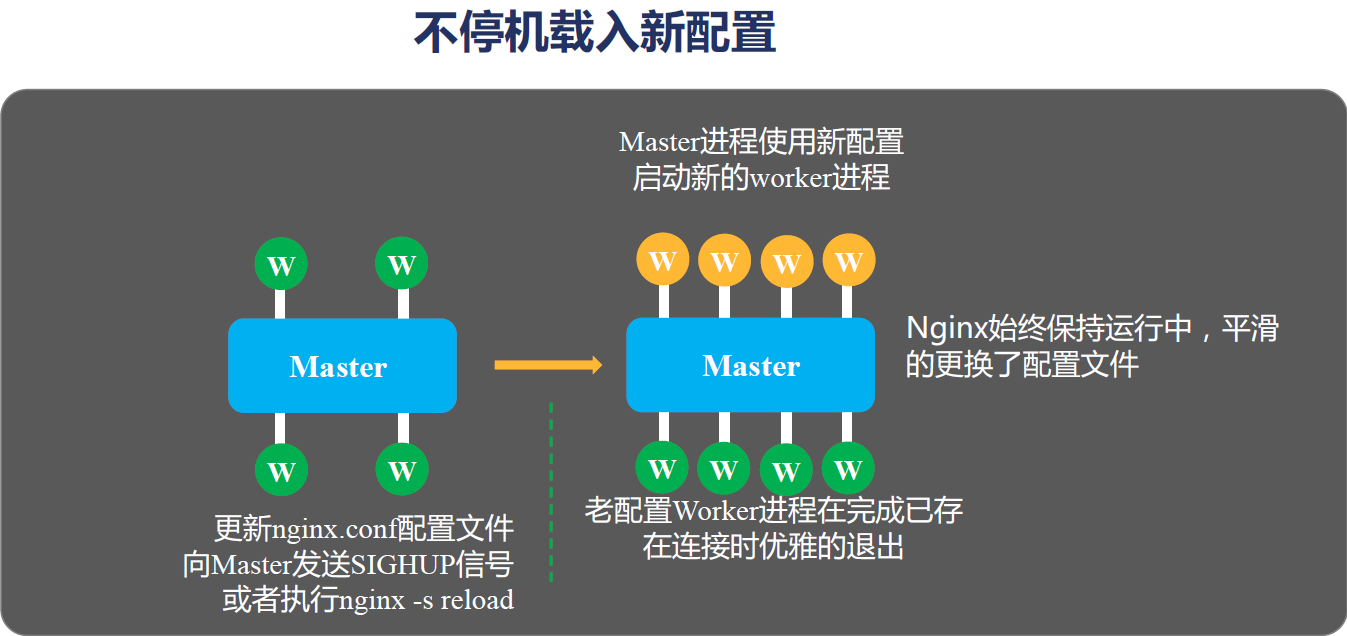 不停机载入新配置
Master进程使用新配置
启动新的worker进程
W
W
W
W
W
W
Master
Master
Nginx始终保持运行中，平滑
的更换了配置文件
W
W
W
W
W
W
更新nginx.conf配置文件
向Master发送SIGHUP信号
或者执行nginx -s reload
老配置Worker进程在完成已存
在连接时优雅的退出